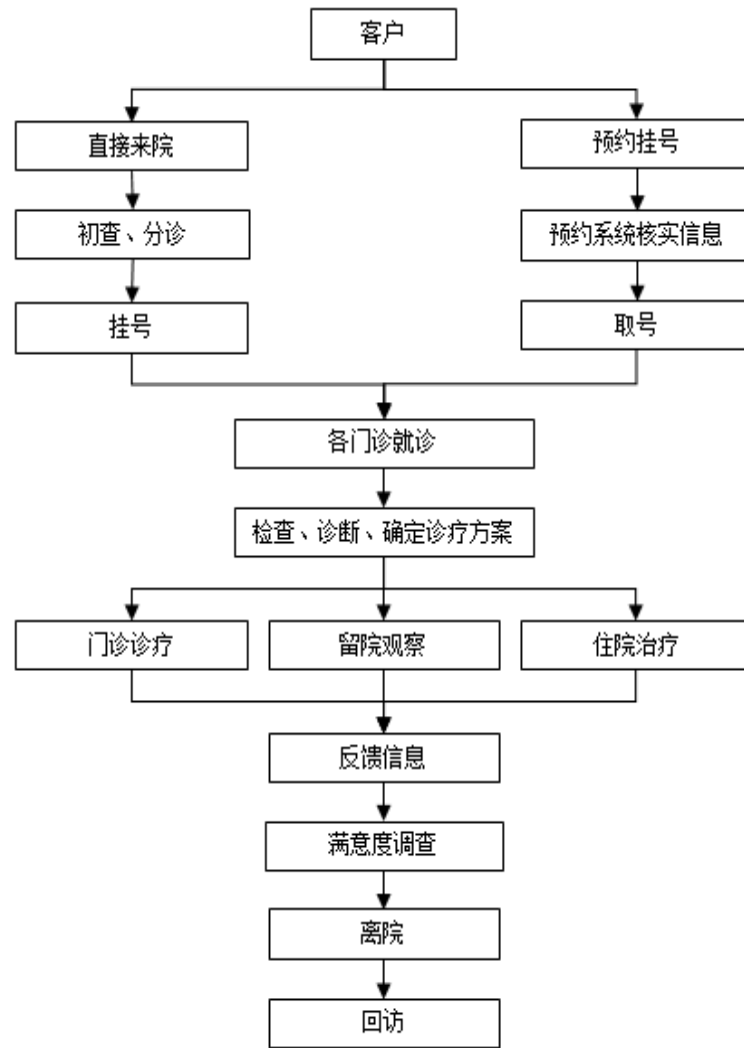 客户
直接来院
预约挂号
初查、分诊
预约系统核实信息
挂号
取号
各门诊就诊
检查、诊断、确定诊疗方案
门诊诊疗
留院观察
住院治疗
反馈信息
满意度调查
离院
回访